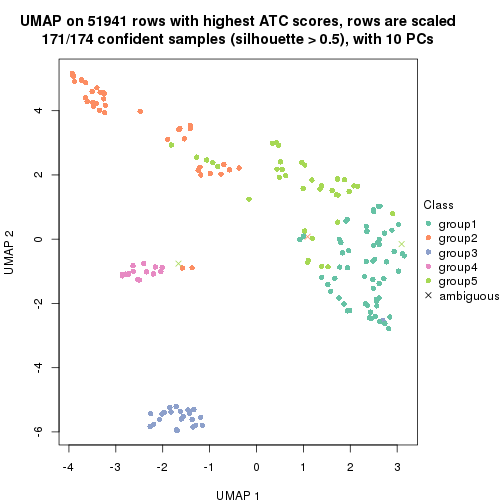 UMAP on 51941 rows with highest ATC scores, rows are scaled
171/174 confident samples (silhouette > 0.5), with 10 PCs
4
2
0
-2
-4
-6
UMAP 2
-4
-3
-2
-1
0
1
2
3
UMAP 1
Class
group1
group2
group3
group4
group5
ambiguous